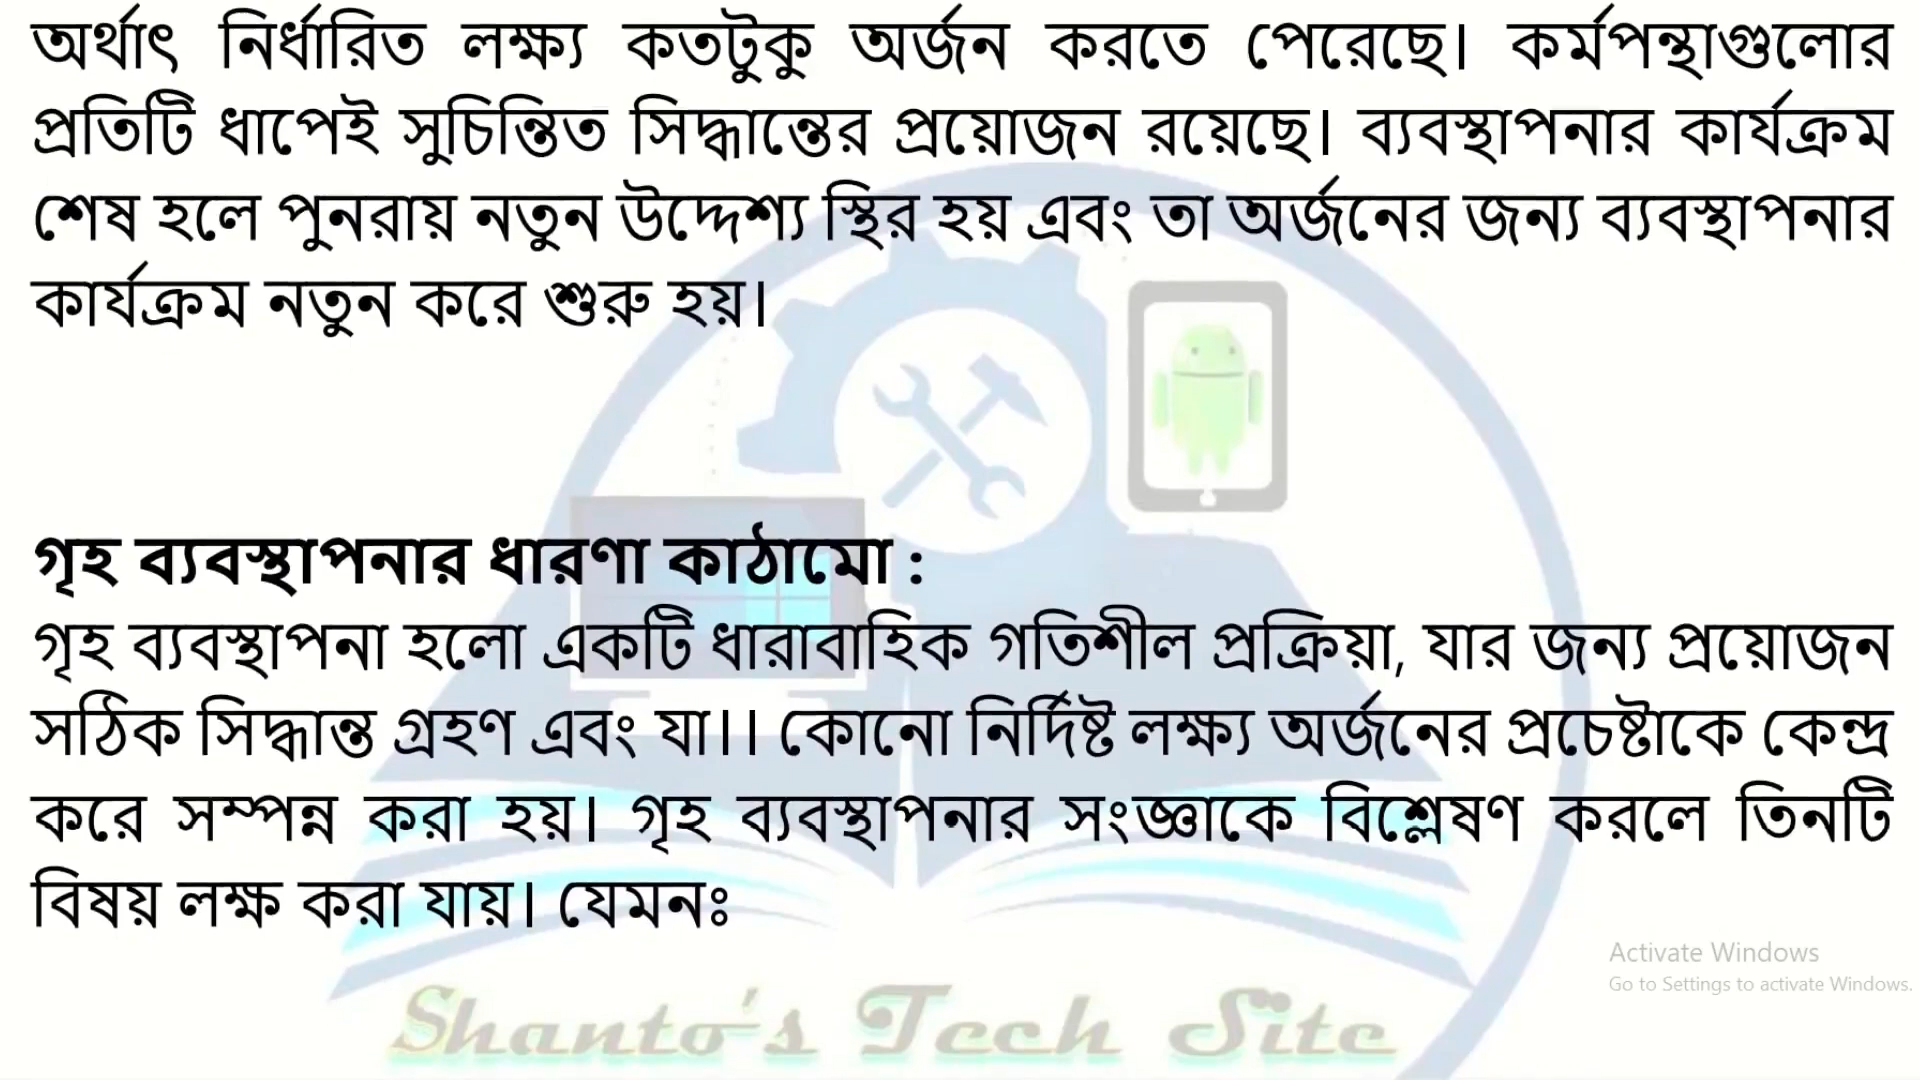 অর্থাৎ নির্ধারিত লক্ষ্য কতটুকু অর্জন করতে পেরেছে। কর্মপন্থাগুলোর
প্রতিটি ধাপেই সুচিন্তিত সিদ্ধান্তের প্রয়োজন রয়েছে। ব্যবস্থাপনার কার্যক্রম
শেষ হলে পুনরায় নতুন উদ্দেশ্য স্থির হয় এবং তা অর্জনের জন্য ব্যবস্থাপনার
কার্যক্রম নতুন করে শুরু হয়।
গৃহ ব্যবস্থাপনার ধারণা কাঠামো :
গৃহ ব্যবস্থাপনা হলো একটি ধারাবাহিক গতিশীল প্রক্রিয়া, যার জন্য প্রয়োজন
সঠিক সিদ্ধান্ত গ্রহণ এবং যা।। কোনো নির্দিষ্ট লক্ষ্য অর্জনের প্রচেষ্টাকে কেন্দ্র
করে সম্পন্ন করা হয়। গৃহ ব্যবস্থাপনার সংজ্ঞাকে বিশ্লেষণ করলে তিনটি
বিষয় লক্ষ করা যায়। যেমনঃ
Activate Windows
Go to Settings to activate Windows.
Shanto's Tech Site